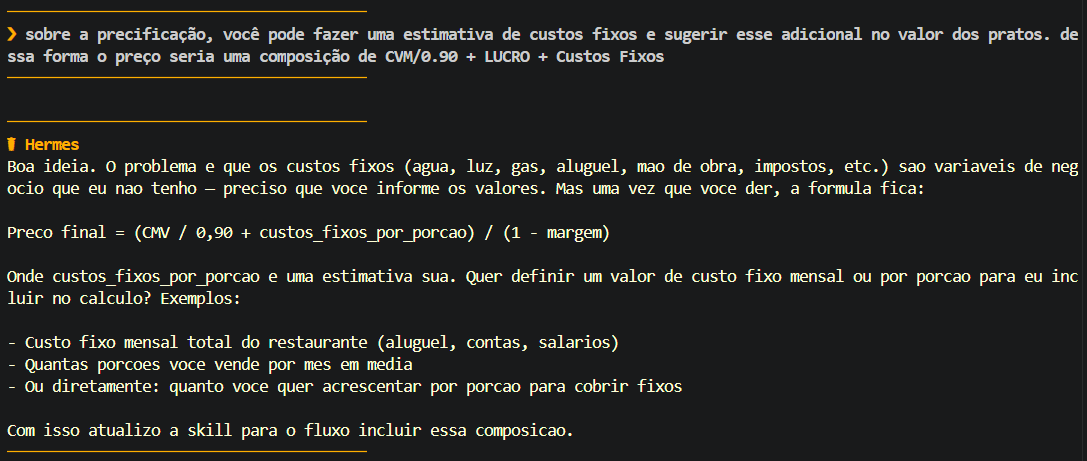 ❯ sobre a precificação, você pode fazer uma estimativa de custos fixos e sugerir esse adicional no valor dos pratos. de
ssa forma o preço seria uma composição de CVM/0.90 + LUCRO + Custos Fixos
Hermes
Boa ideia. O problema e que os custos fixos (agua, luz, gas, aluguel, mao de obra, impostos, etc.) sao variaveis de neg
ocio que eu nao tenho — preciso que voce informe os valores. Mas uma vez que voce der, a formula fica:
Preco final = (CMV / 0,90 + custos_fixos_por_porcao) / (1 - margem)
Onde custos_fixos_por_porcao e uma estimativa sua. Quer definir um valor de custo fixo mensal ou por porcao para eu inc
luir no calculo? Exemplos:
- Custo fixo mensal total do restaurante (aluguel, contas, salarios)
- Quantas porcoes voce vende por mes em media
- Ou diretamente: quanto voce quer acrescentar por porcao para cobrir fixos
Com isso atualizo a skill para o fluxo incluir essa composicao.